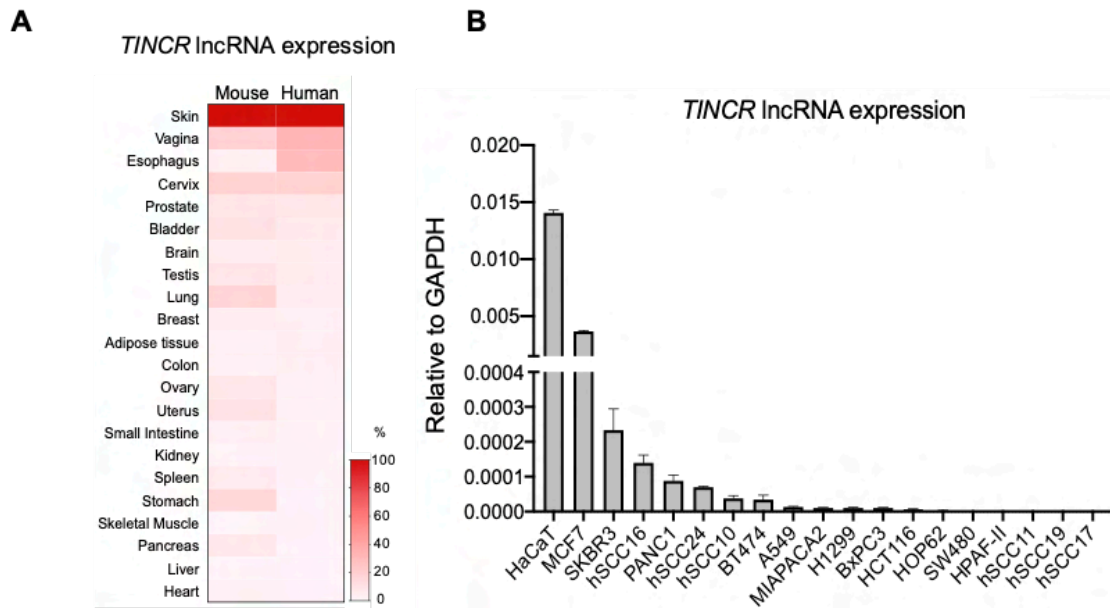 A
TINCR lncRNA expression
Mouse Human
Skin
Vagina
Esophagus
Cervix
Prostate
Bladder
Brain
Testis
Lung
Breast
Adipose tissue
Colon
Ovary
Uterus
Small Intestine
Kidney
Spleen
Stomach
Skeletal Muscle
Pancreas
Liver
Heart
%
100
80
60
40
20
0
B
TINCR lncRNA expression
Relative to GAPDH
0.020
0.015
0.010
0.005
0.0004
0.0003
0.0002
0.0001
0.0000
HaCaT
MCF7
SKBR3
hSCC16
PANC1
hSCC24
hSCC10
BT474
A549
MIAPACA2
H1299
BxPC3
HCT116
HOP62
SW480
HPAF-II
hSCC11
hSCC19
hSCC17